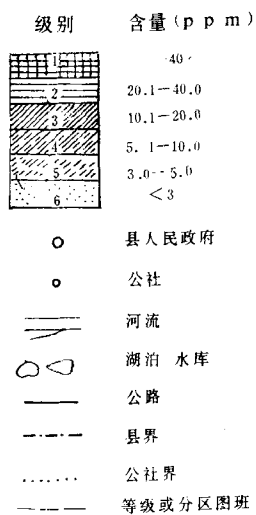 级别 含量(ppm)
1 40
2 20.1—40.0
3 10.1—20.0
4 5.1—10.0
5 3.0--5.0
6 <3
县人民政府
公社
河流
湖泊 水库
公路
县界
公社界
等级或分区图班